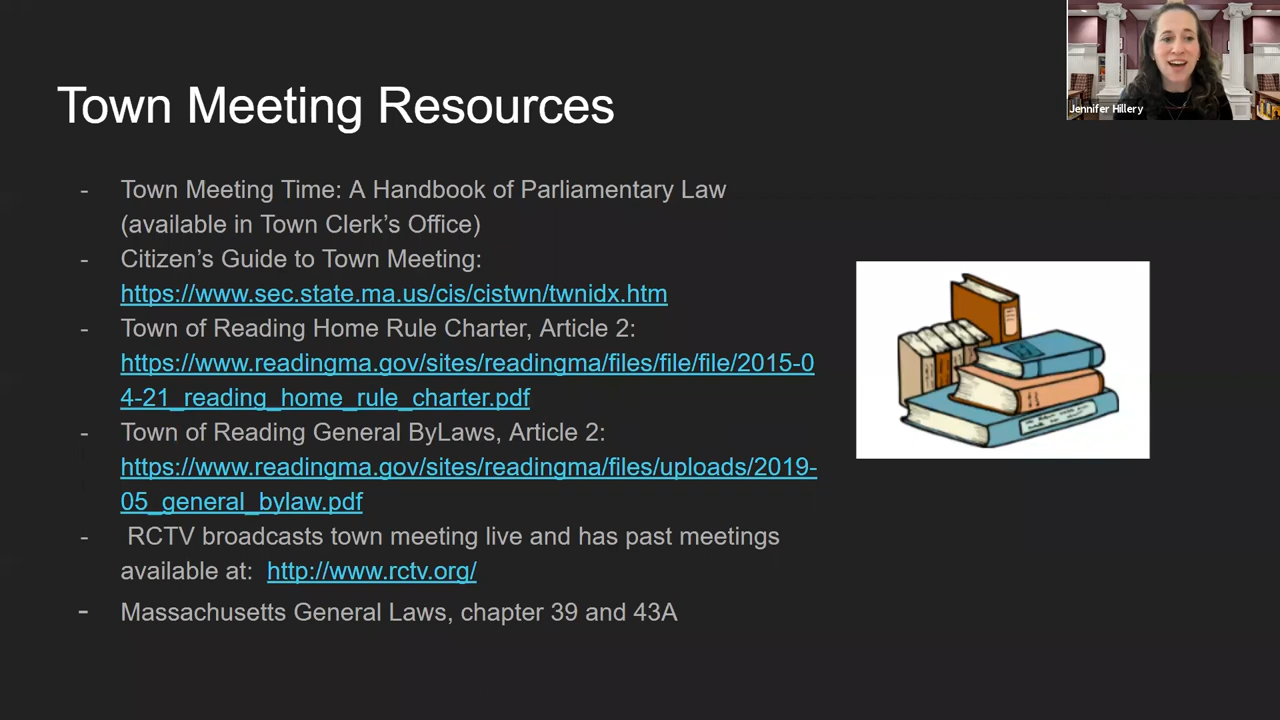 Jennifer Hillery
Town Meeting Resources
- Town Meeting Time: A Handbook of Parliamentary Law
(available in Town Clerk’s Office)
- Citizen’s Guide to Town Meeting:
https://www.sec.state.ma.us/cis/cistwn/twnidx.htm
- Town of Reading Home Rule Charter, Article 2:
https://www.readingma.gov/sites/readingma/files/file/file/2015-0
4-21_reading_home_rule_charter.pdf
- Town of Reading General ByLaws, Article 2:
https://www.readingma.gov/sites/readingma/files/uploads/2019-
05_general_bylaw.pdf
- RCTV broadcasts town meeting live and has past meetings
available at: http://www.rctv.org/
- Massachusetts General Laws, chapter 39 and 43A